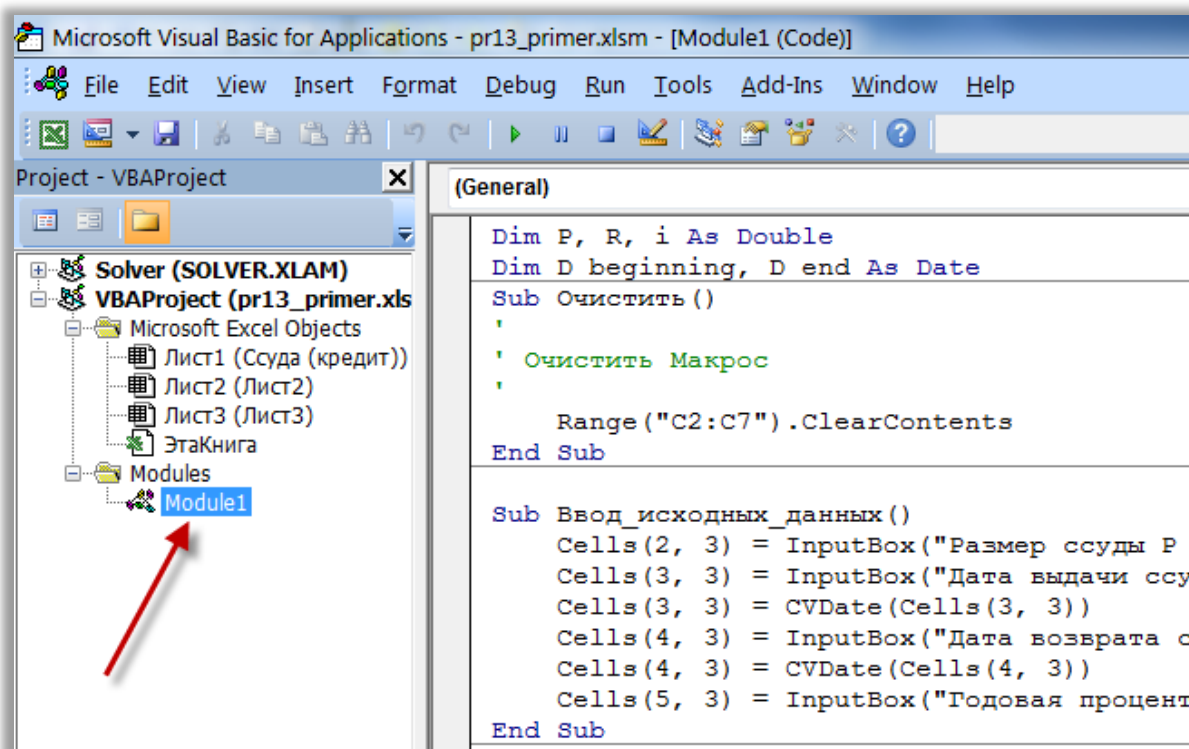 Microsoft Visual Basic for Applications - pr13_primer.xlsm - [Module1 (Code)]
File Edit View Insert Format Debug Run Tools Add-Ins Window Help
Project - VBAProject
Solver (SOLVER.XLAM)
VBAProject (pr13_primer.xls
Microsoft Excel Objects
Лист1 (Ссуда (кредит))
Лист2 (Лист2)
Лист3 (Лист3)
ЭтаКнига
Modules
Module1
(General)
Dim P, R, i As Double
Dim D_beginning, D_end As Date
Sub Очистить()
'
' Очистить Макрос
'
Range("C2:C7").ClearContents
End Sub
Sub Ввод_исходных_данных()
Cells(2, 3) = InputBox("Размер ссуды P
Cells(3, 3) = InputBox("Дата выдачи ссу
Cells(3, 3) = CVDate(Cells(3, 3))
Cells(4, 3) = InputBox("Дата возврата с
Cells(4, 3) = CVDate(Cells(4, 3))
Cells(5, 3) = InputBox("Годовая процент
End Sub